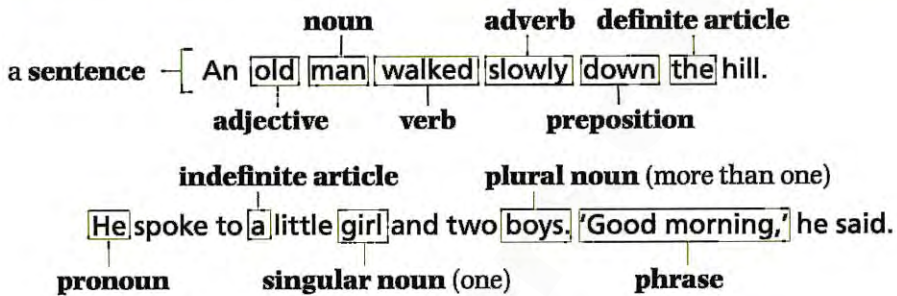 noun adverb definite article
a sentence An old man walked slowly down the hill.
adjective verb preposition
indefinite article plural noun (more than one)
He spoke to a little girl and two boys. 'Good morning,' he said.
pronoun singular noun (one) phrase